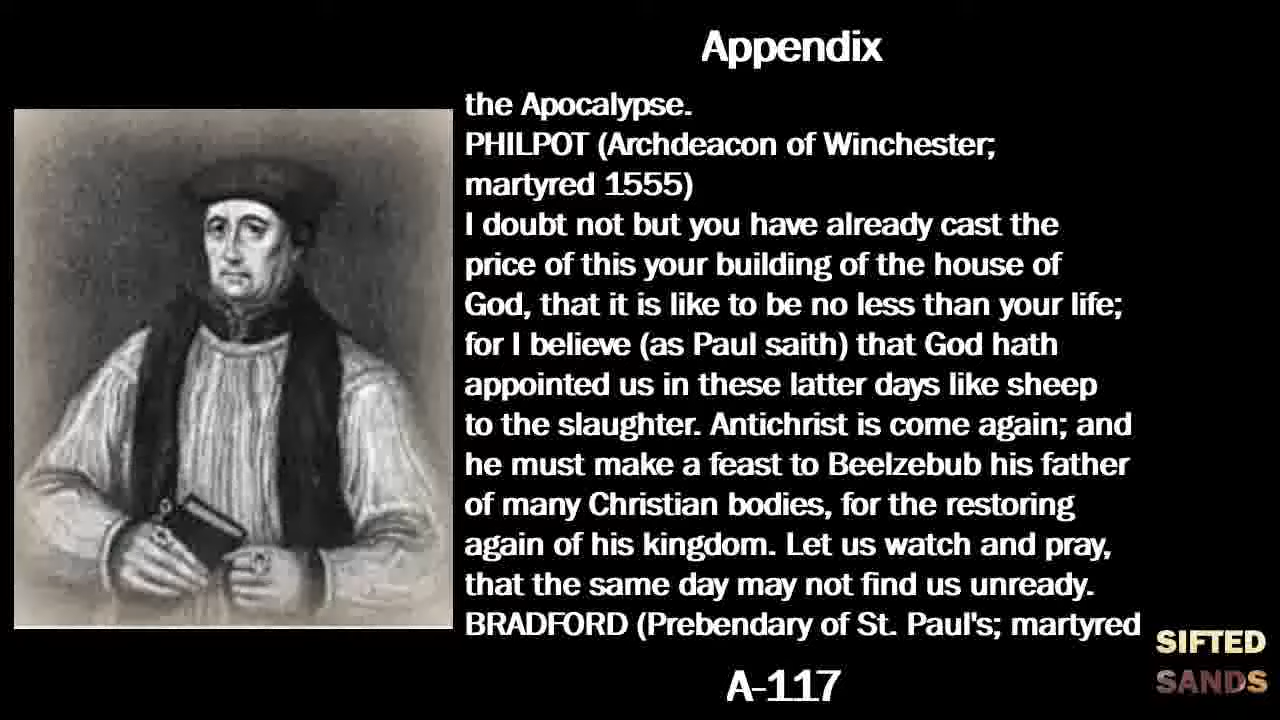 Appendix
the Apocalypse.
PHILPOT (Archdeacon of Winchester;
martyred 1555)
I doubt not but you have already cast the
price of this your building of the house of
God, that it is like to be no less than your life;
for I believe (as Paul saith) that God hath
appointed us in these latter days like sheep
to the slaughter. Antichrist is come again; and
he must make a feast to Beelzebub his father
of many Christian bodies, for the restoring
again of his kingdom. Let us watch and pray,
that the same day may not find us unready.
BRADFORD (Prebendary of St. Paul's; martyred
A-117
SIFTED
SANDS